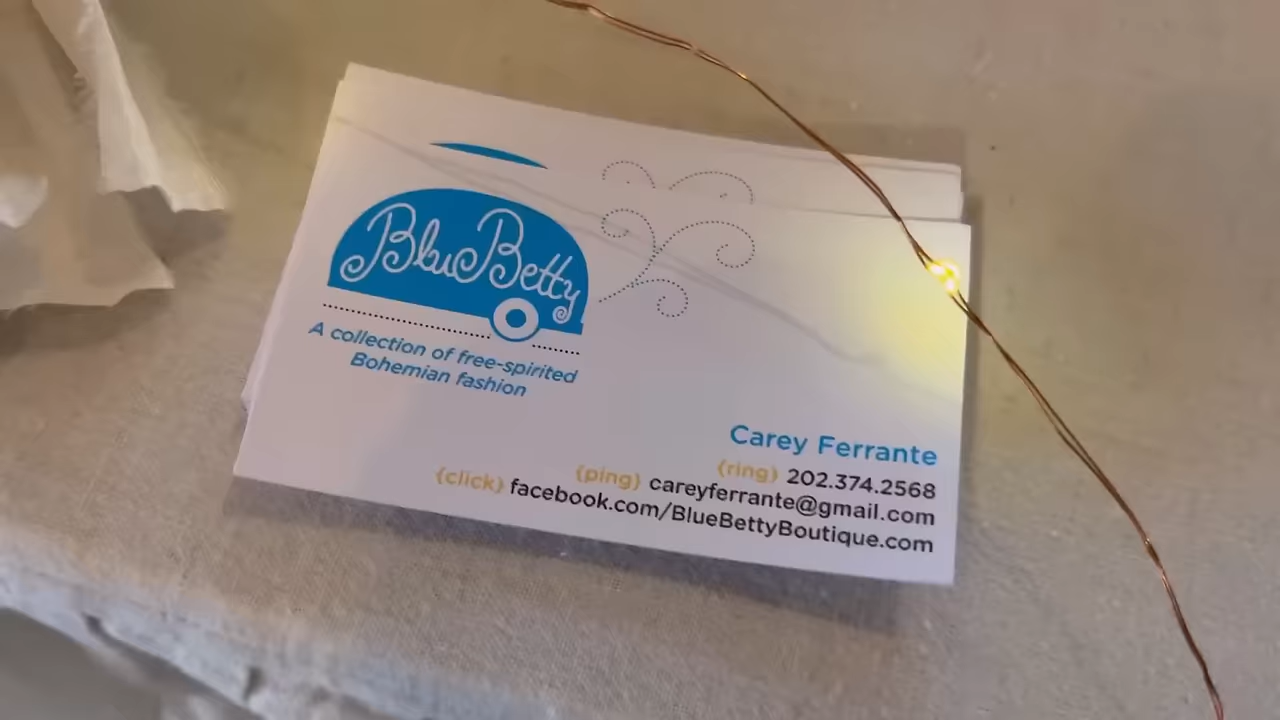 BlueBetty
A collection of free-spirited
Bohemian fashion
Carey Ferrante
{ring} 202.374.2568
{ping} careyferrante@gmail.com
{click} facebook.com/BlueBettyBoutique.com